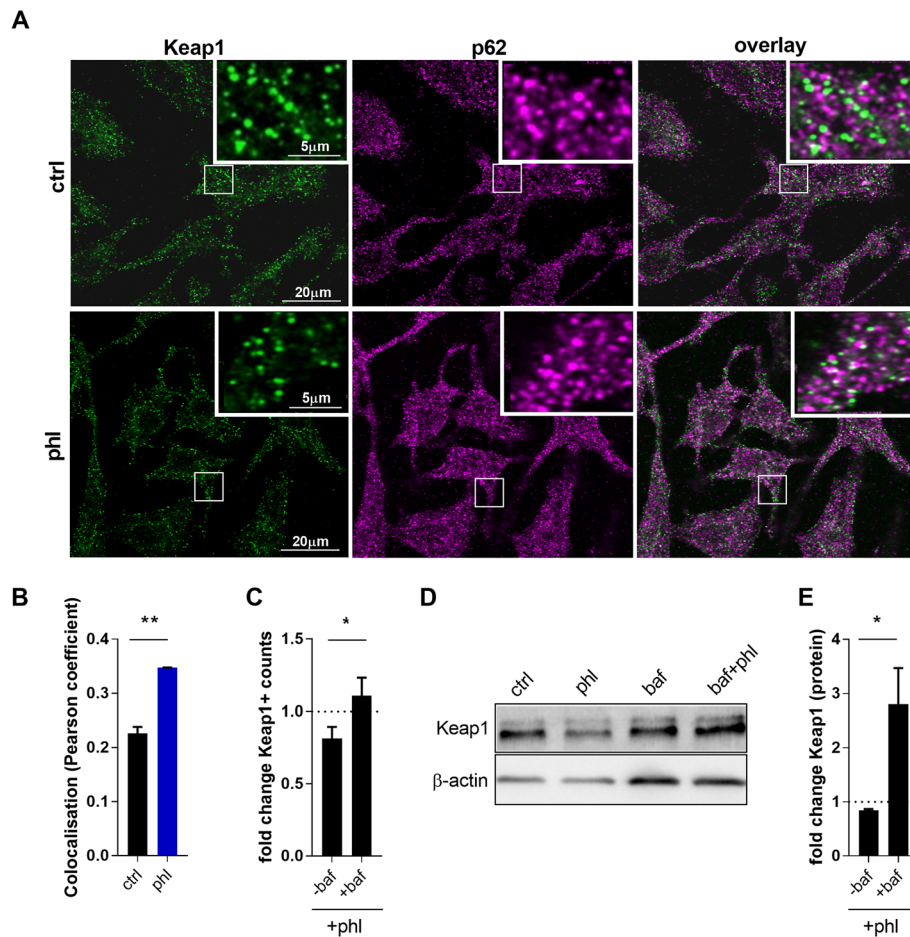 A
Keap1 p62 overlay
ctrl
5μm
20μm
phl
5μm
20μm
B
Colocalisation (Pearson coefficient)
**
0.4
0.3
0.2
0.1
0.0
ctrl phl
C
fold change Keap1+ counts
*
1.5
1.0
0.5
0.0
-baf +baf
+phl
D
ctrl phl baf baf+phl
Keap1
β-actin
E
fold change Keap1 (protein)
*
4
3
2
1
0
-baf +baf
+phl